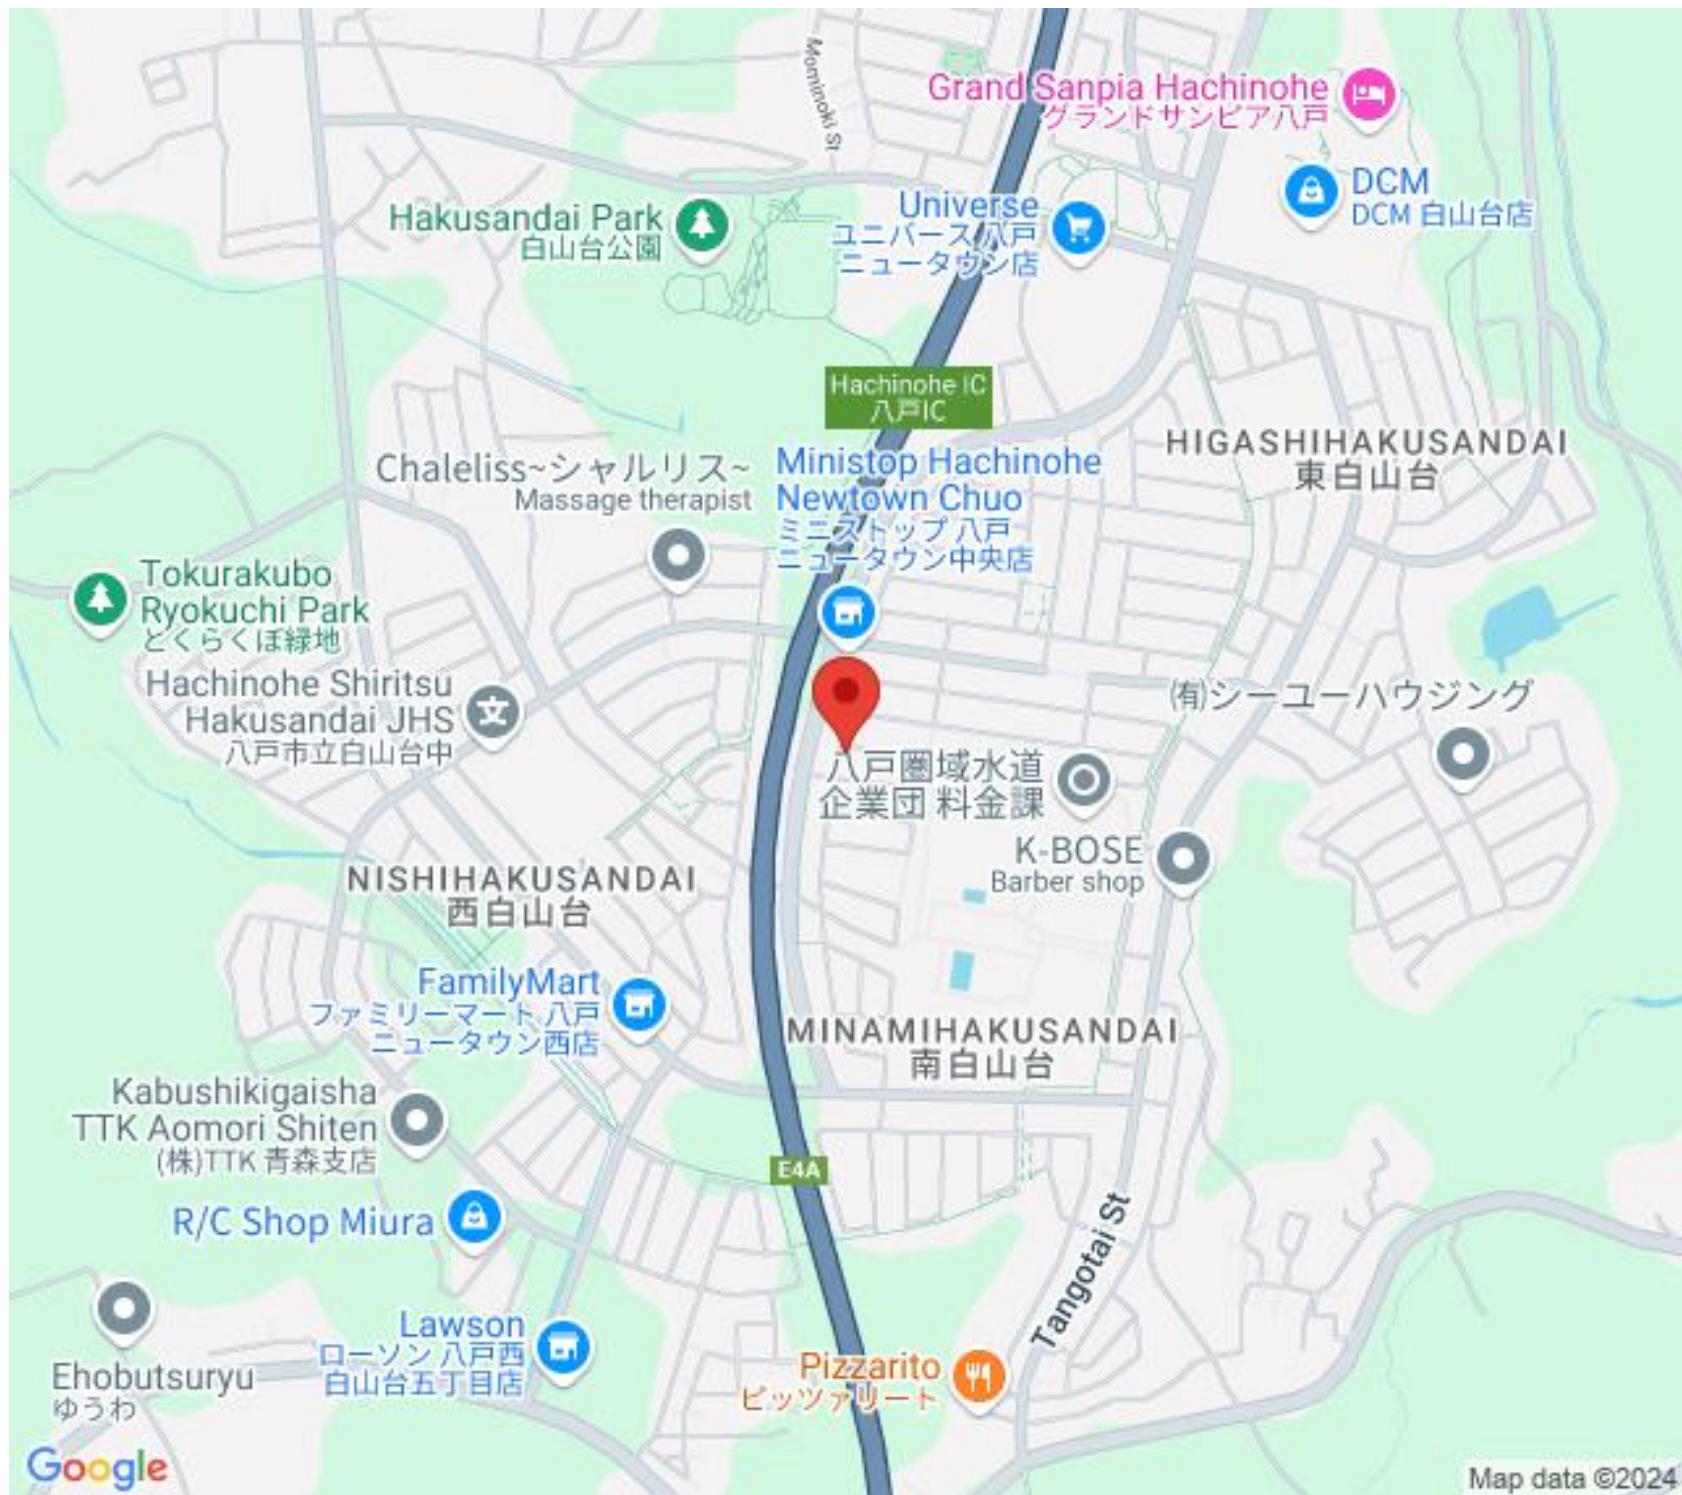 Mominoki St
Grand Sanpia Hachinohe
グランドサンピア八戸
DCM
DCM 白山台店
Hakusandai Park
白山台公園
Universe
ユニバース 八戸
ニュータウン店
Hachinohe IC
八戸IC
HIGASHIHAKUSANDAI
東白山台
Chaleliss~シャルリス~
Massage therapist
Ministop Hachinohe
Newtown Chuo
ミニストップ 八戸
ニュータウン中央店
Tokurakubo
Ryokuchi Park
とくらくぼ緑地
Hachinohe Shiritsu
Hakusandai JHS
八戸市立白山台中
㈲シーユーハウジング
八戸圏域水道
企業団 料金課
K-BOSE
Barber shop
NISHIHAKUSANDAI
西白山台
FamilyMart
ファミリーマート 八戸
ニュータウン西店
MINAMIHAKUSANDAI
南白山台
Kabushikigaisha
TTK Aomori Shiten
(株)TTK 青森支店
E4A
R/C Shop Miura
Tangotai St
Lawson
ローソン 八戸西
白山台五丁目店
Ehobutsuryu
ゆうわ
Pizzarito
ピッツァリート
Google
Map data ©2024